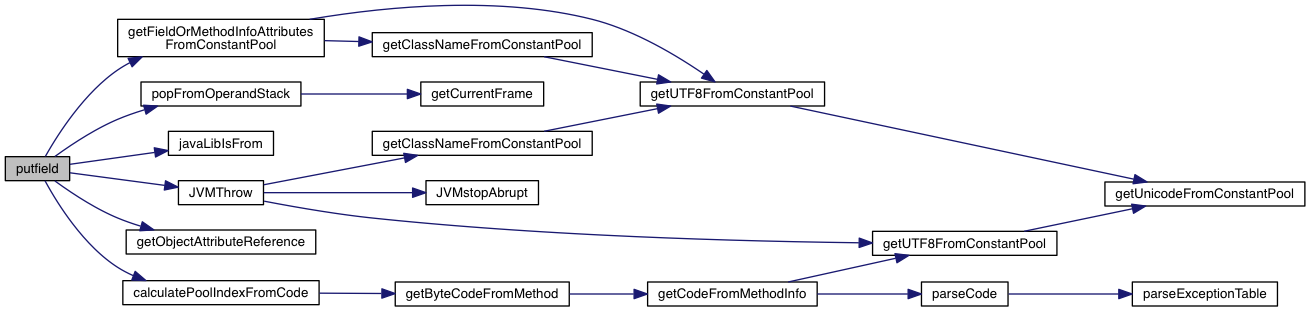 putfield
getFieldOrMethodInfoAttributes
FromConstantPool
popFromOperandStack
javaLibIsFrom
JVMThrow
getObjectAttributeReference
calculatePoolIndexFromCode
getClassNameFromConstantPool
getCurrentFrame
getClassNameFromConstantPool
JVMstopAbrupt
getByteCodeFromMethod
getUTF8FromConstantPool
getCodeFromMethodInfo
getUTF8FromConstantPool
parseCode
getUnicodeFromConstantPool
parseExceptionTable